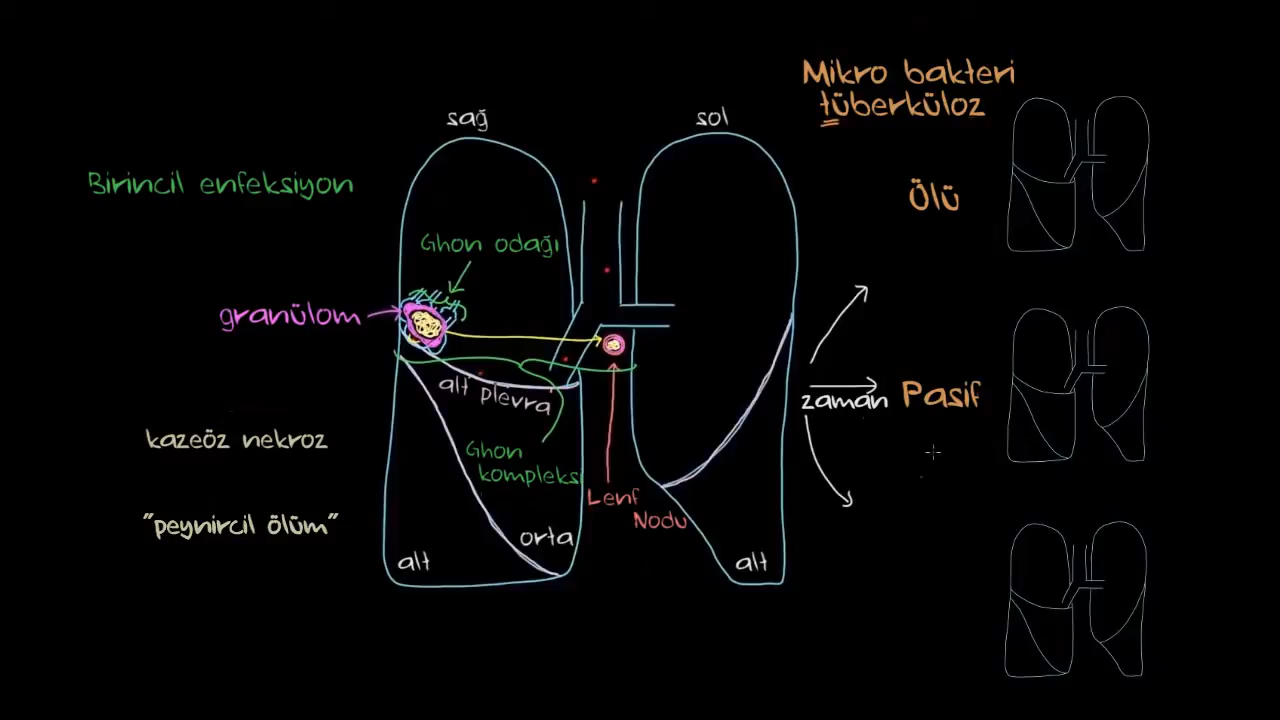 Mikro bakteri
tüberküloz
sağ
sol
Birincil enfeksiyon
Ülü
Ghon odağı
granülom
alt plevra
zaman
Pasif
kazeöz nekroz
Ghon
kompleksi
Lenf
Nodu
"peynircil ölüm"
orta
alt
alt